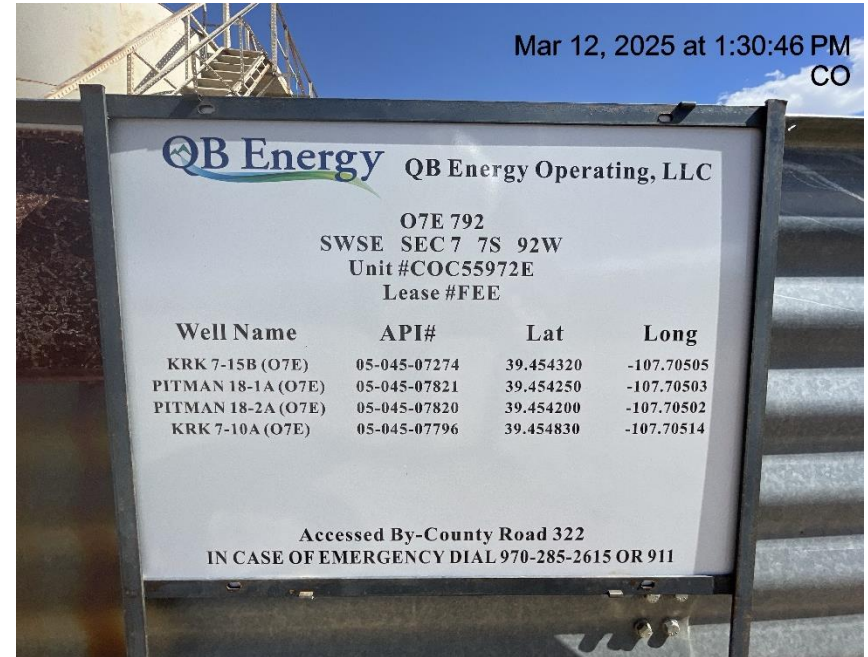 Mar 12, 2025 at 1:30:46 PM
CO
QB Energy QB Energy Operating, LLC
O7E 792
SWSE SEC 7 7S 92W
Unit #COC55972E
Lease #FEE
Well Name API# Lat Long
KRK 7-15B (O7E) 05-045-07274 39.454320 -107.70505
PITMAN 18-1A (O7E) 05-045-07821 39.454250 -107.70503
PITMAN 18-2A (O7E) 05-045-07820 39.454200 -107.70502
KRK 7-10A (O7E) 05-045-07796 39.454830 -107.70514
Accessed By-County Road 322
IN CASE OF EMERGENCY DIAL 970-285-2615 OR 911